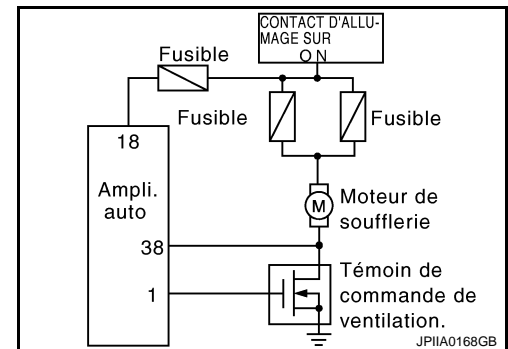 CONTACT D'ALLU-
MAGE SUR
ON
Fusible
Fusible
Fusible
18
Ampli.
auto
M
Moteur de
soufflerie
38
1
Témoin de
commande de
ventilation.
JPIIA0168GB